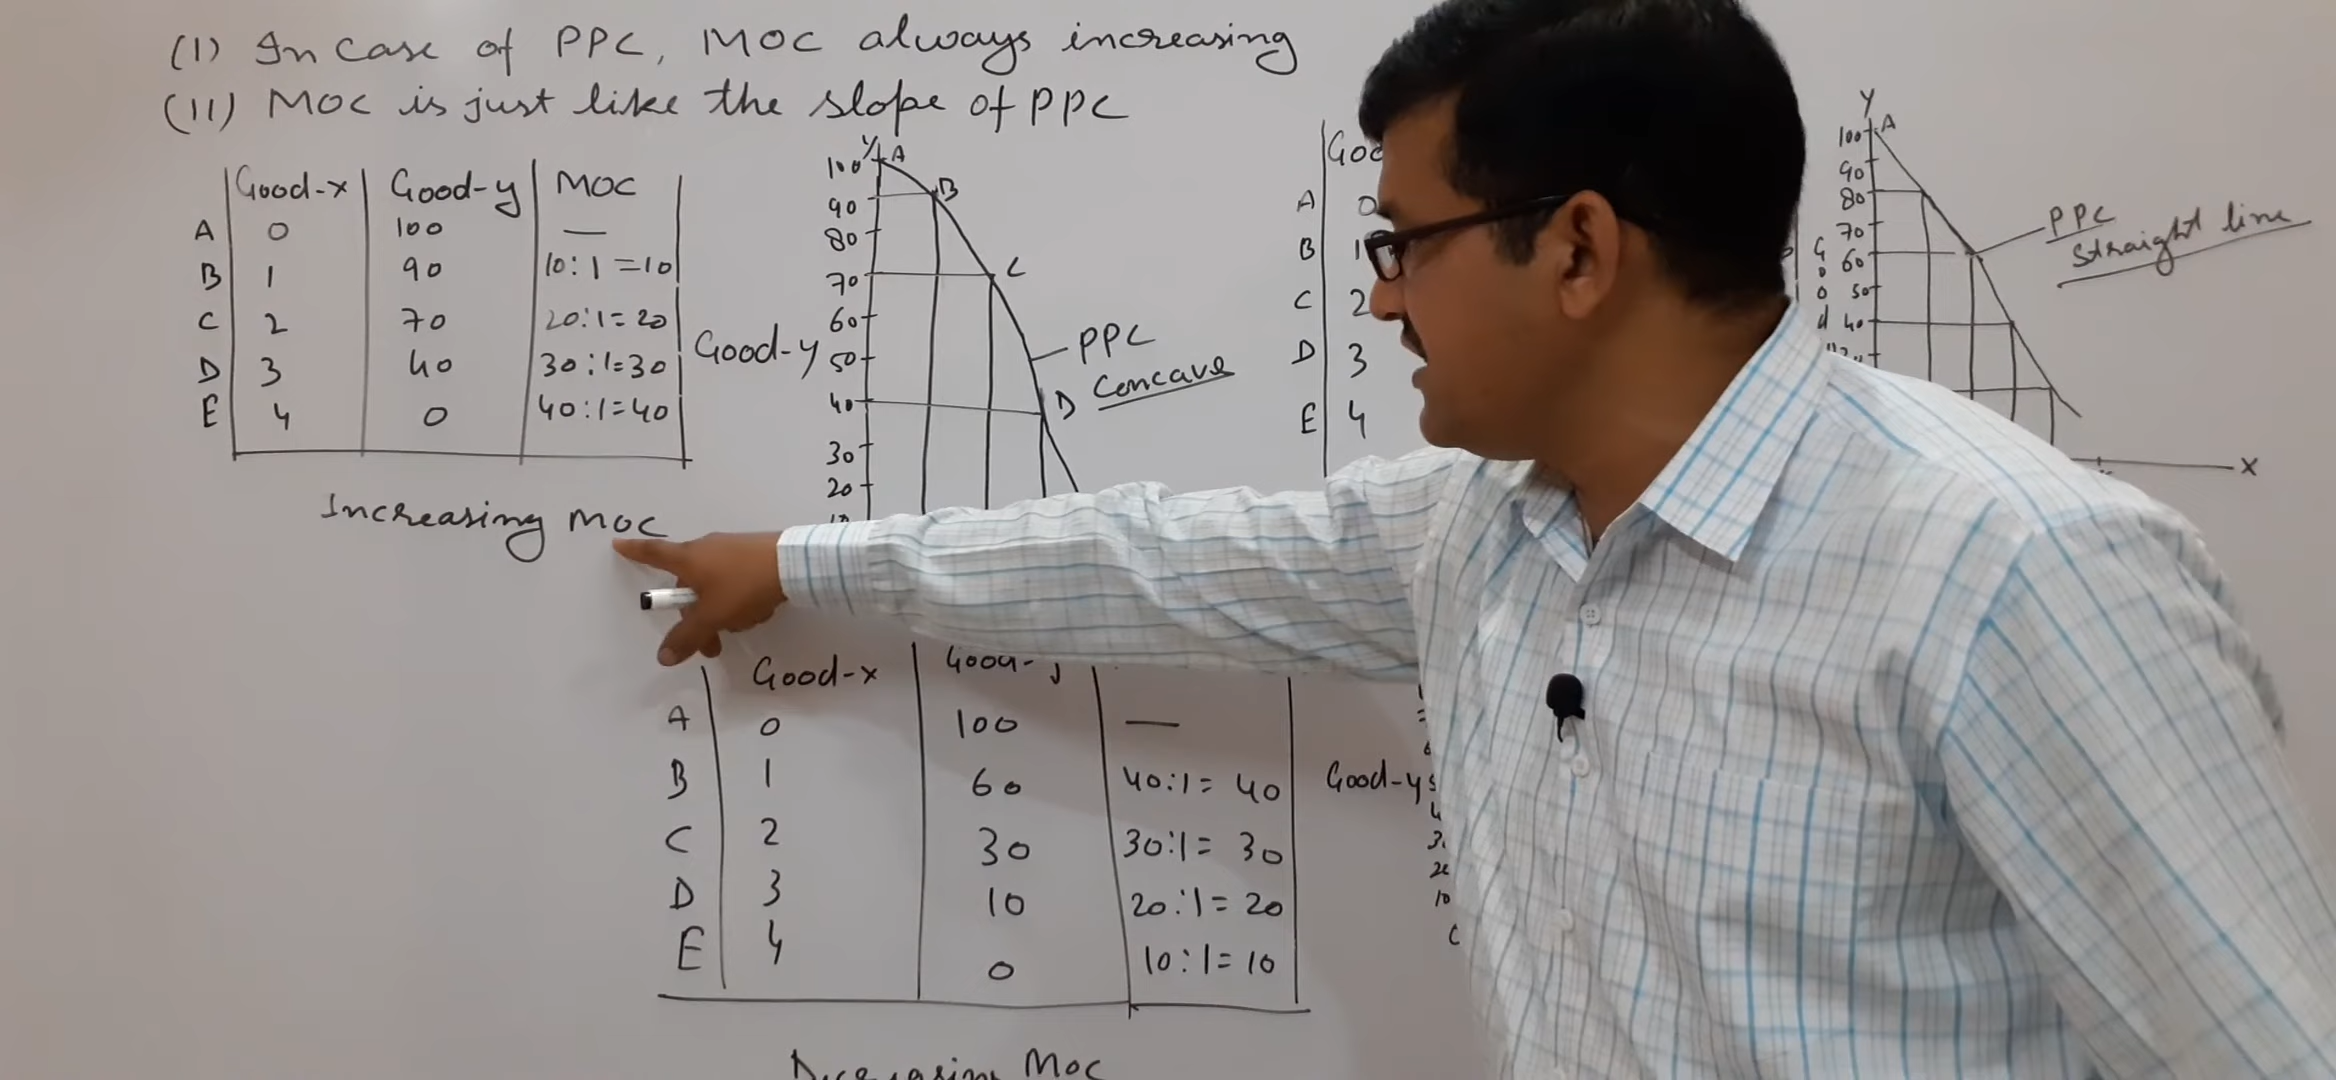 (I) In case of PPC, MOC always increasing
(II) MOC is just like the slope of PPC
Good-x Good-y MOC
A 0 100 —
B 1 90 10:1=10
C 2 70 20:1=20
D 3 40 30:1=30
E 4 0 40:1=40
Increasing MOC
Y
100 A
90 B
80
70 C
60
Good-y 50
40 D
30
20
10
PPC
Concave
A 0
B 1
C 2
D 3
E 4
Y
100 A
90
80
70
60
50
40
G
o
o
d
PPC
Straight line
X
Good-x Good-y
A 0 100 —
B 1 60 40:1=40
C 2 30 30:1=30
D 3 10 20:1=20
E 4 0 10:1=10
Decreasing MOC
Good-y
10